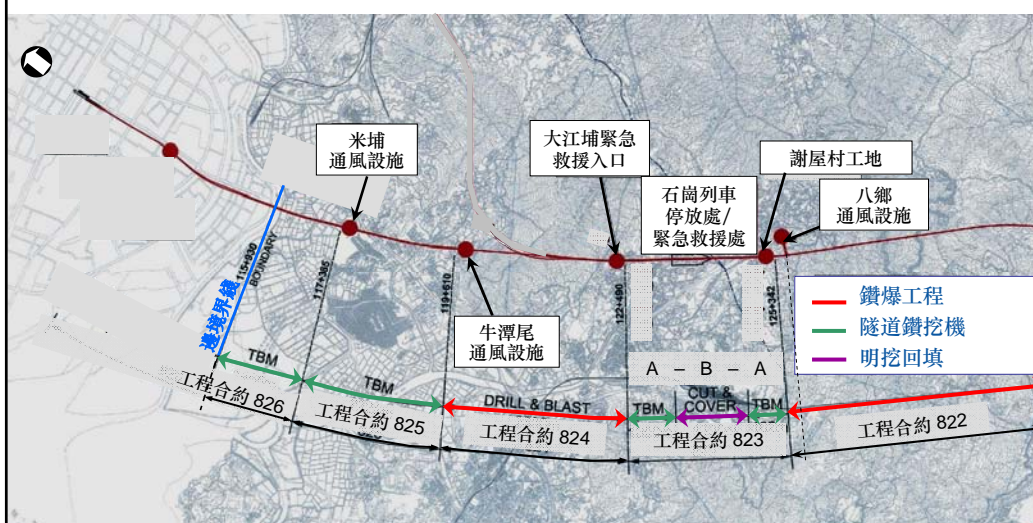 米埔
通風設施
大江埔緊急
救援入口
謝屋村工地
石崗列車
停放處/
緊急救援處
八鄉
通風設施
牛潭尾
通風設施
邊境界錢
115+930
BOUNDARY
117+385
119+610
122+490
125+342
鑽爆工程
隧道鑽挖機
明挖回填
A – B – A
TBM
TBM
DRILL & BLAST
TBM
CUT &
COVER
TBM
工程合約 826
工程合約 825
工程合約 824
工程合約 823
工程合約 822